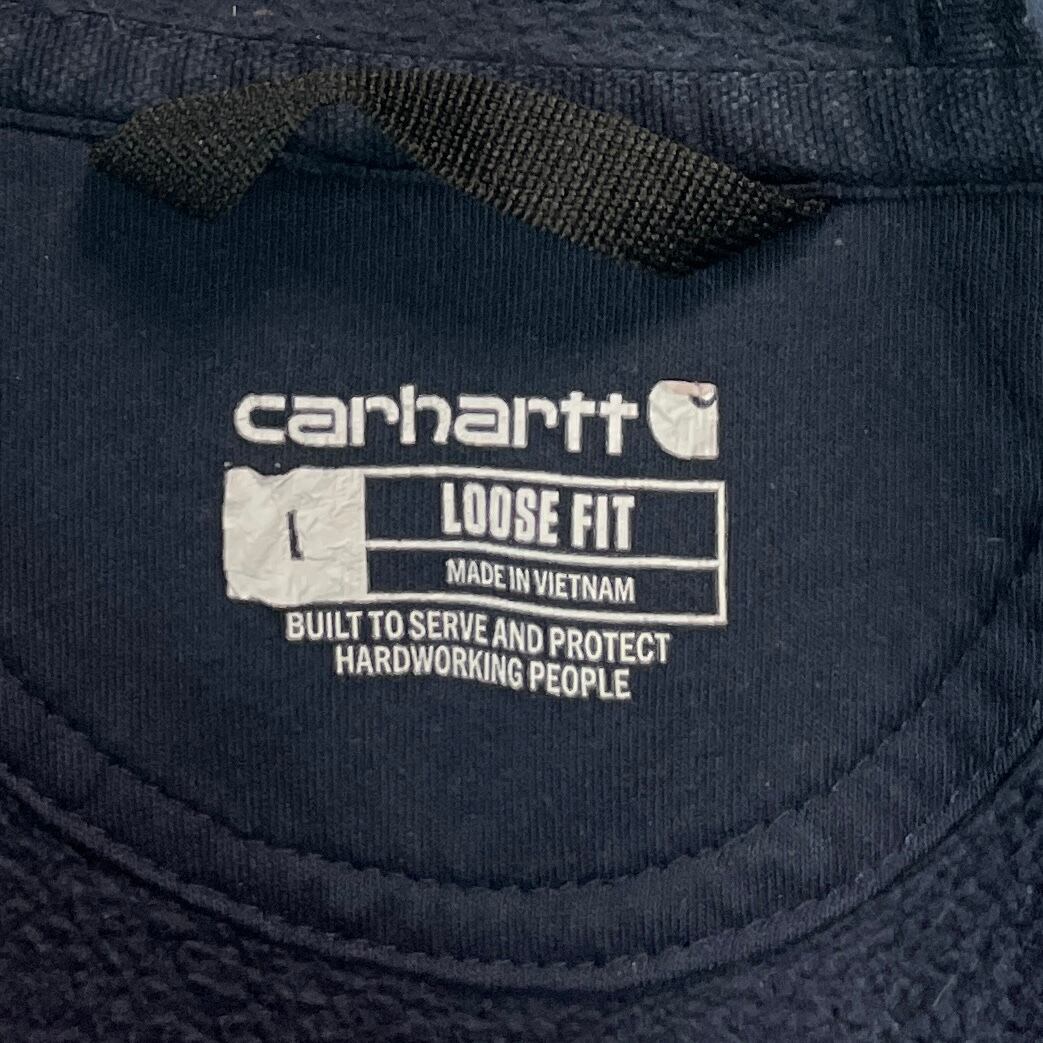 carhartt
L
LOOSE FIT
MADE IN VIETNAM
BUILT TO SERVE AND PROTECT
HARDWORKING PEOPLE